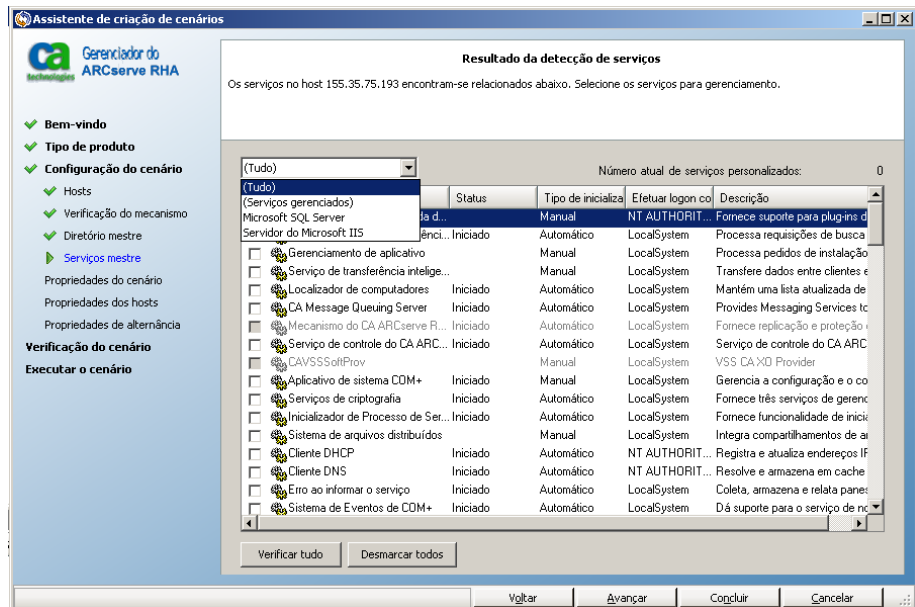 Assistente de criação de cenários
ca
technologies
Gerenciador do
ARCserve RHA
Bem-vindo
Tipo de produto
Configuração do cenário
Hosts
Verificação do mecanismo
Diretório mestre
Serviços mestre
Propriedades do cenário
Propriedades dos hosts
Propriedades de alternância
Verificação do cenário
Executar o cenário
Resultado da detecção de serviços
Os serviços no host 155.35.75.193 encontram-se relacionados abaixo. Selecione os serviços para gerenciamento.
(Tudo) Número atual de serviços personalizados: 0
(Tudo)
(Serviços gerenciados)
Microsoft SQL Server
Servidor do Microsoft IIS
Status Tipo de inicializa Efetuar logon co Descrição
da d... Manual NT AUTHORIT... Fornece suporte para plug-ins d
ênci... Iniciado Automático LocalSystem Processa requisições de busca
Gerenciamento de aplicativo Manual LocalSystem Processa pedidos de instalação
Serviço de transferência intelige... Manual LocalSystem Transfere dados entre clientes e
Localizador de computadores Iniciado Automático LocalSystem Mantém uma lista atualizada de
CA Message Queuing Server Iniciado Automático LocalSystem Provides Messaging Services to
Mecanismo do CA ARCserve R... Iniciado Automático LocalSystem Fornece replicação e proteção
Serviço de controle do CA ARC... Iniciado Automático LocalSystem Serviço de controle do CA ARC
CAVSSSoftProv Manual LocalSystem VSS CA XO Provider
Aplicativo de sistema COM+ Iniciado Manual LocalSystem Gerencia a configuração e o co
Serviços de criptografia Iniciado Automático LocalSystem Fornece três serviços de gerenc
Inicializador de Processo de Ser... Iniciado Automático LocalSystem Fornece funcionalidade de inicia
Sistema de arquivos distribuídos Manual LocalSystem Integra compartilhamentos de a
Cliente DHCP Iniciado Automático NT AUTHORIT... Registra e atualiza endereços IF
Cliente DNS Iniciado Automático NT AUTHORIT... Resolve e armazena em cache
Erro ao informar o serviço Iniciado Automático LocalSystem Coleta, armazena e relata panes
Sistema de Eventos de COM+ Iniciado Automático LocalSystem Dá suporte para o serviço de no
Verificar tudo Desmarcar todos
Voltar Avançar Concluir Cancelar